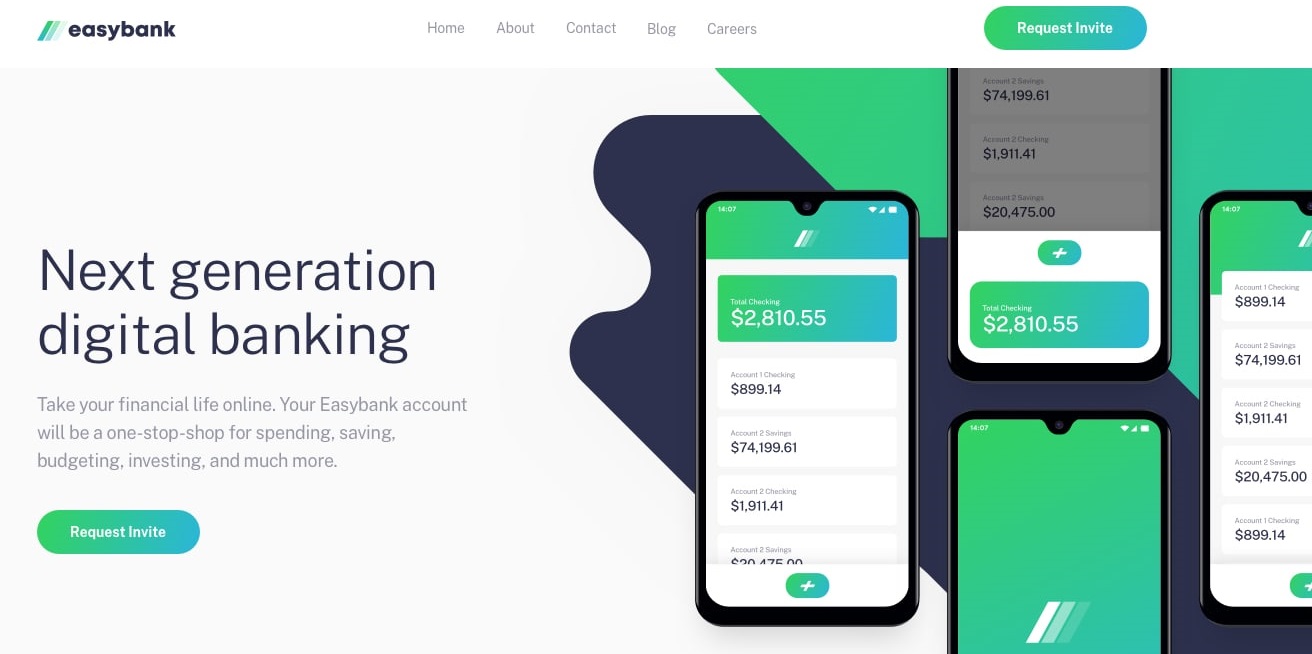 easybank
Home
About
Contact
Blog
Careers
Request Invite
Next generation
digital banking
Take your financial life online. Your Easybank account
will be a one-stop-shop for spending, saving,
budgeting, investing, and much more.
Request Invite
14:07
Total Checking
$2,810.55
Account 1 Checking
$899.14
Account 2 Savings
$74,199.61
Account 2 Checking
$1,911.41
Account 2 Savings
$20,475.00
Account 2 Savings
$74,199.61
Account 2 Checking
$1,911.41
Account 2 Savings
$20,475.00
Total Checking
$2,810.55
14:07
14:07
Account 1 Checking
$899.14
Account 2 Savings
$74,199.61
Account 2 Checking
$1,911.41
Account 2 Savings
$20,475.00
Account 1 Checking
$899.14